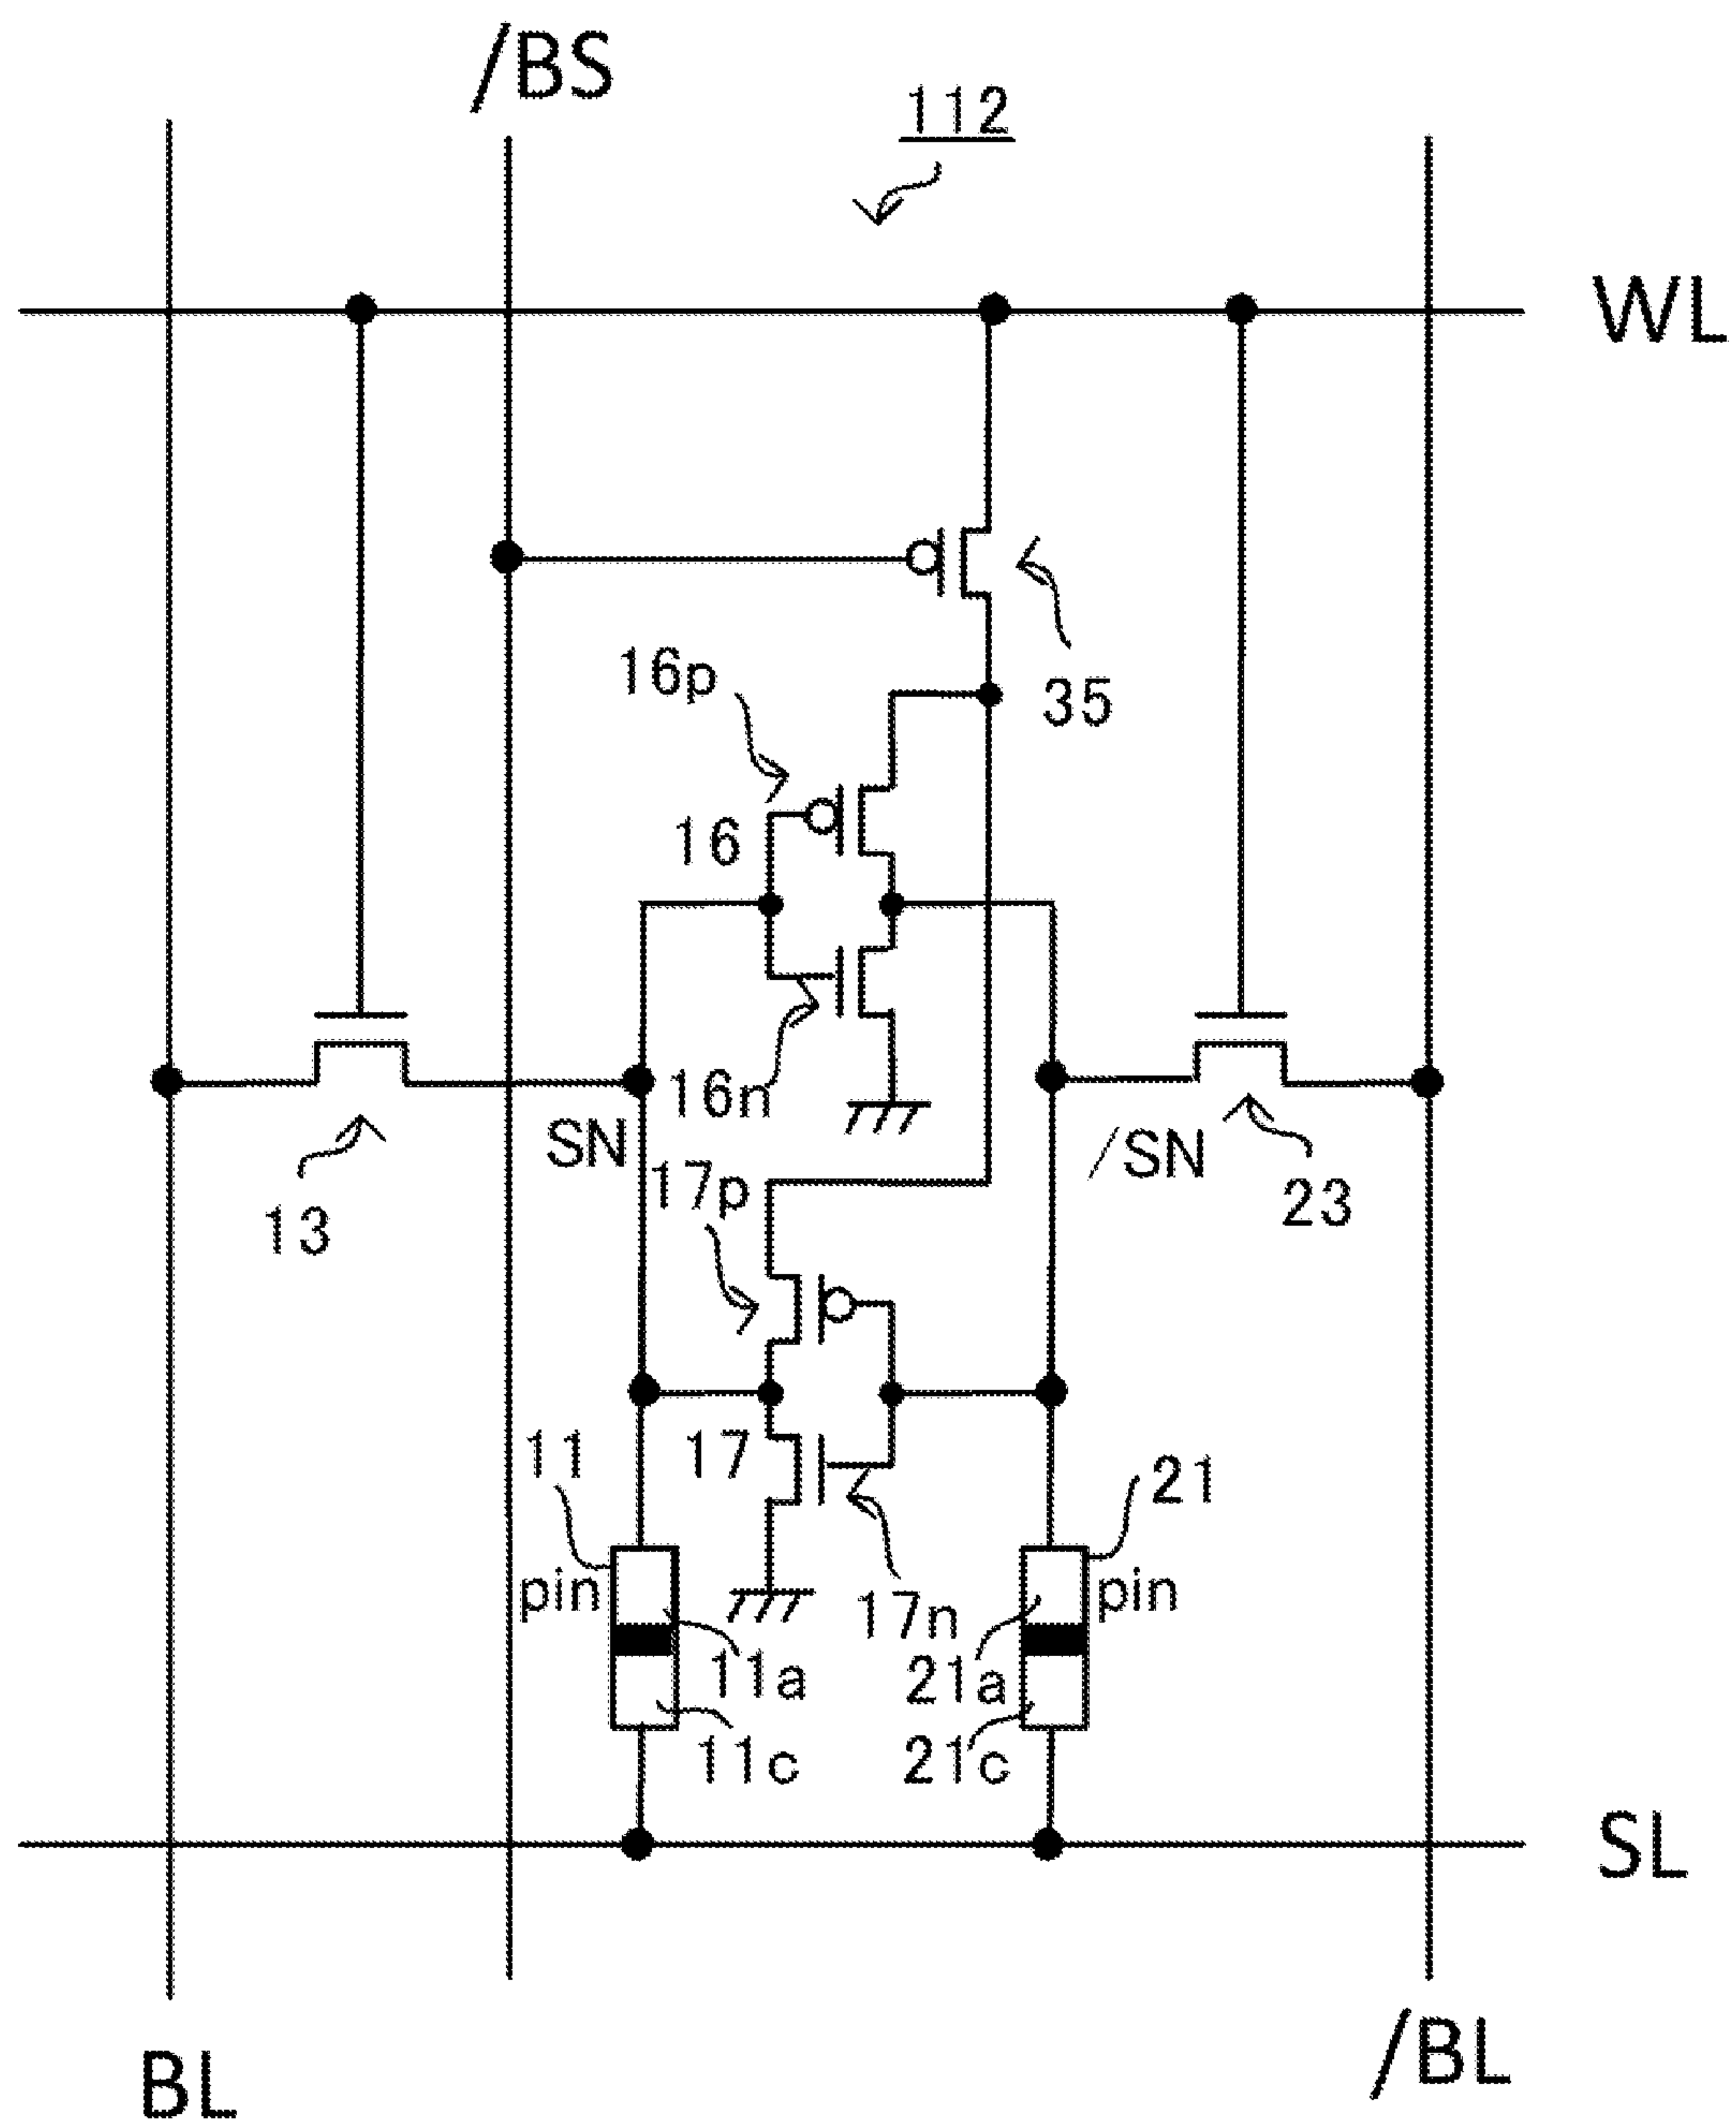 /BS
112
WL
16p
35
16
16n
SN
/SN
17p
13
23
11
17
21
pin
pin
17n
11a
21a
11c
21c
SL
BL
/BL